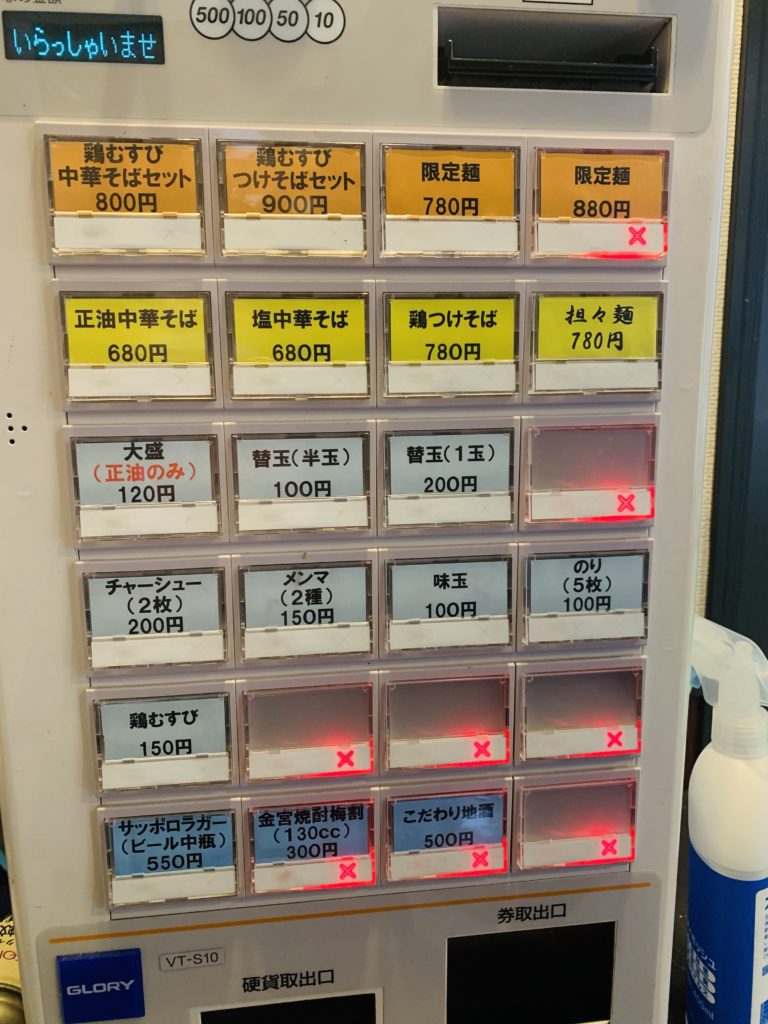 いらっしゃいませ
500 100 50 10
鶏むすび
中華そばセット
800円
鶏むすび
つけそばセット
900円
限定麺
780円
限定麺
880円
正油中華そば
680円
塩中華そば
680円
鶏つけそば
780円
担々麺
780円
大盛
(正油のみ)
120円
替玉(半玉)
100円
替玉(1玉)
200円
チャーシュー
(2枚)
200円
メンマ
(2種)
150円
味玉
100円
のり
(5枚)
100円
鶏むすび
150円
サッポロラガー
(ビール中瓶)
550円
金宮焼酎梅割
(130cc)
300円
こだわり地酒
500円
券取出口
GLORY
VT-S10
硬貨取出口